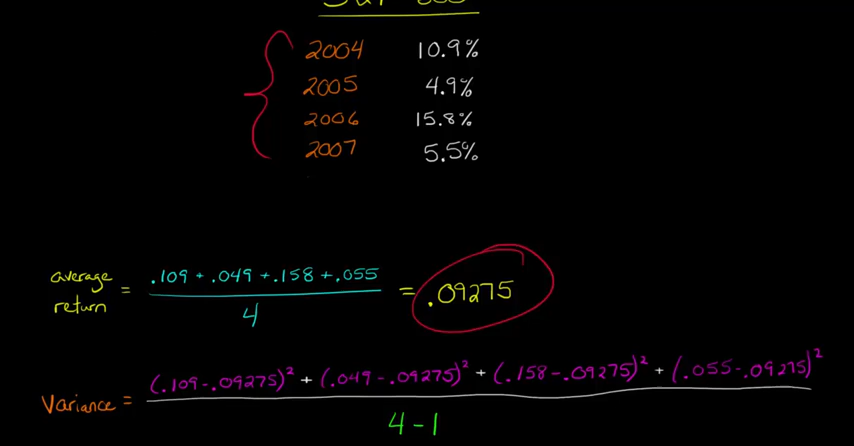 2004 10.9%
2005 4.9%
2006 15.8%
2007 5.5%
average return = .109 + .049 + .158 + .055 / 4 = .09275
Variance = (.109 - .09275)² + (.049 - .09275)² + (.158 - .09275)² + (.055 - .09275)² / 4 - 1